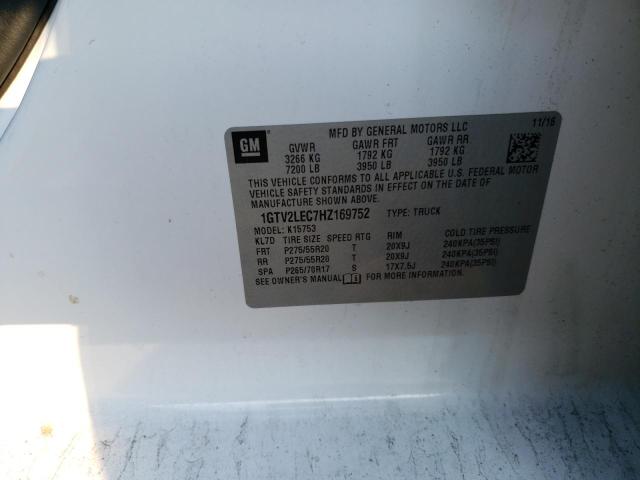 MFD BY GENERAL MOTORS LLC 11/16
GM GVWR GAWR FRT GAWR RR
3266 KG 1792 KG 1792 KG
7200 LB 3950 LB 3950 LB
THIS VEHICLE CONFORMS TO ALL APPLICABLE U.S. FEDERAL MOTOR
VEHICLE SAFETY STANDARDS IN EFFECT ON THE DATE OF
MANUFACTURE SHOWN ABOVE.
1GTV2LEC7HZ169752 TYPE: TRUCK
MODEL: K15753
KL7D TIRE SIZE SPEED RTG RIM COLD TIRE PRESSURE
FRT P275/55R20 T 20X9J 240KPA(35PSI)
RR P275/55R20 T 20X9J 240KPA(35PSI)
SPA P265/70R17 S 17X7.5J 240KPA(35PSI)
SEE OWNER'S MANUAL FOR MORE INFORMATION.